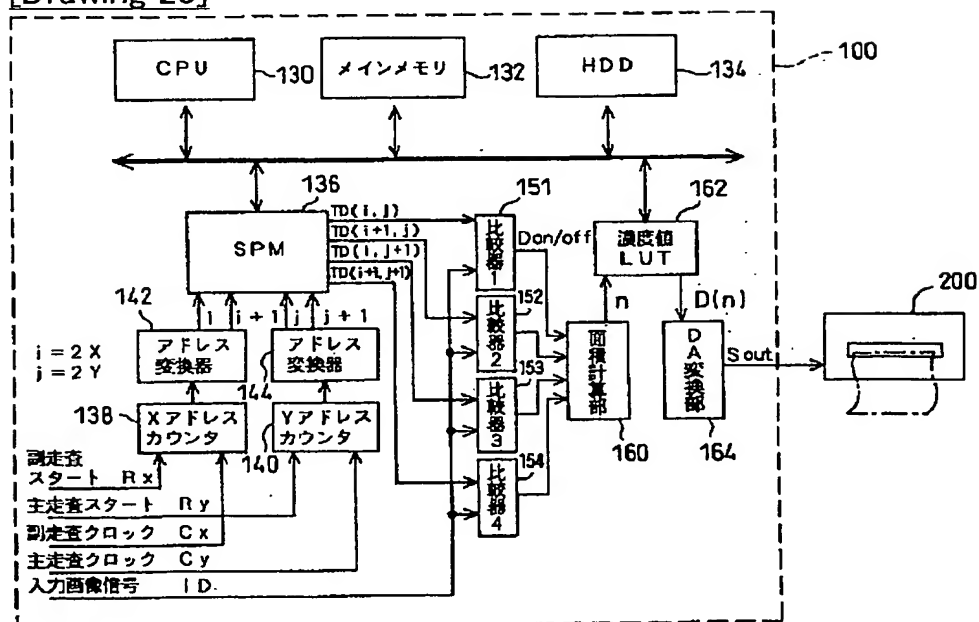 CPU
130
メインメモリ
132
HDD
134
100
136
SPM
TD(i, j)
TD(i+1, j)
TD(i, j+1)
TD(i+1, j+1)
151
比較器1
Don/off
152
比較器2
153
比較器3
154
比較器4
162
濃度値
LUT
n
D(n)
面積計算部
160
DA変換部
164
Sout
200
i
i+1
j
j+1
142
アドレス
変換器
144
アドレス
変換器
i = 2X
j = 2Y
138
Xアドレス
カウンタ
140
Yアドレス
カウンタ
副走査
スタート Rx
主走査スタート Ry
副走査クロック Cx
主走査クロック Cy
入力画像信号 ID